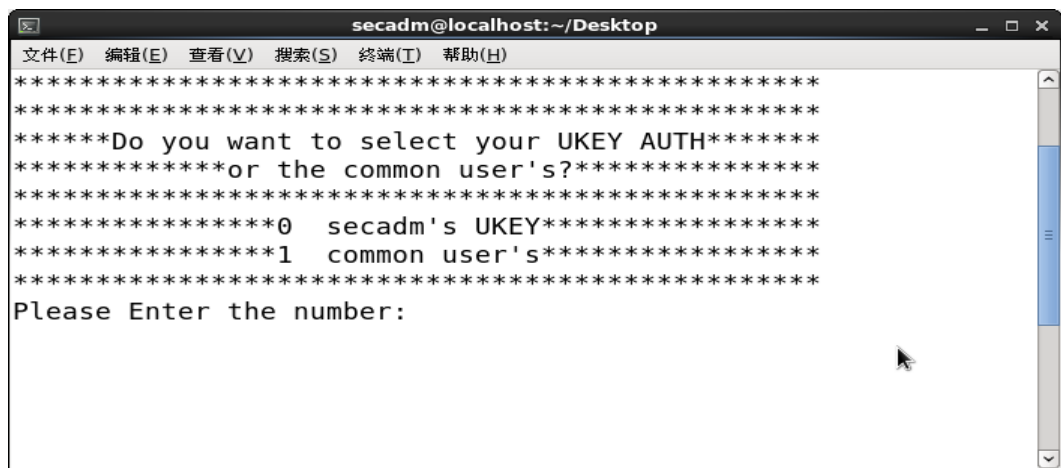 secadm@localhost:~/Desktop
文件(F) 编辑(E) 查看(V) 搜索(S) 终端(T) 帮助(H)
*************************************************
*************************************************
******Do you want to select your UKEY AUTH*******
*************or the common user's?***************
*************************************************
****************0  secadm's UKEY*****************
****************1  common user's*****************
*************************************************
Please Enter the number: